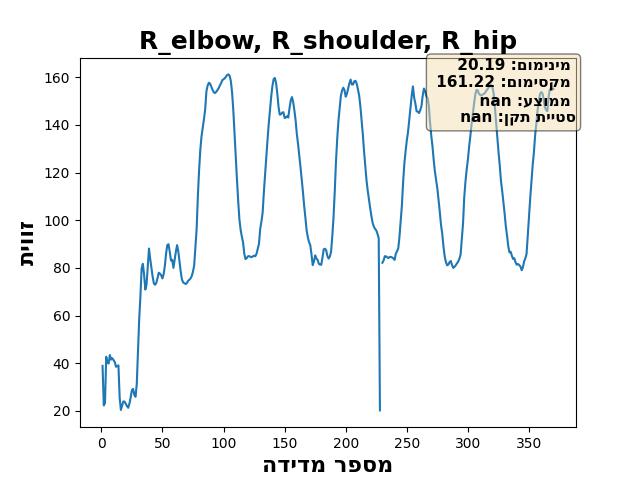 R_elbow, R_shoulder, R_hip
מינימום: 20.19
מקסימום: 161.22
ממוצע: nan
סטיית תקן: nan
160
140
120
100
80
60
40
20
זווית
0 50 100 150 200 250 300 350
מספר מדידה